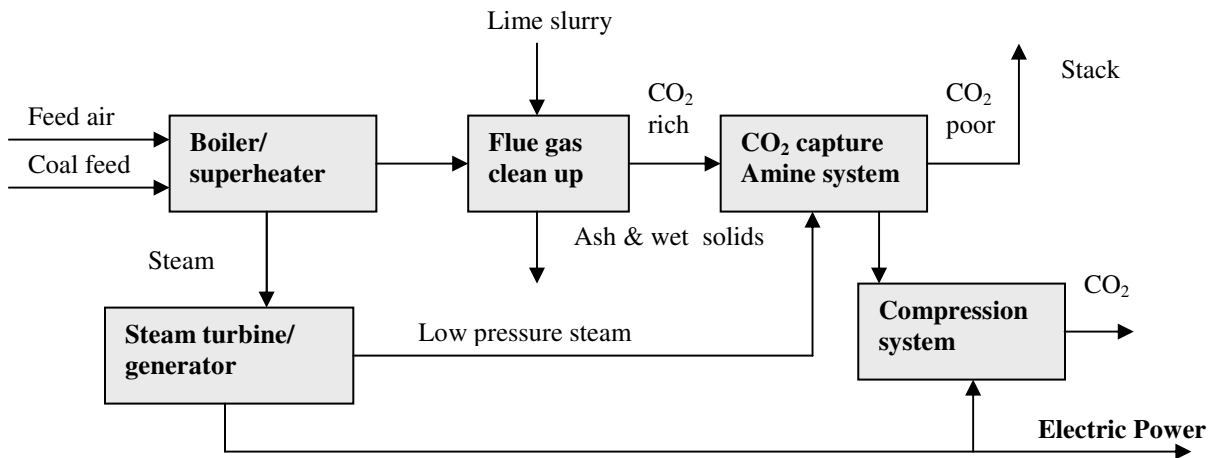 Lime slurry
Stack
CO₂
rich
CO₂
poor
Feed air
Coal feed
Boiler/
superheater
Flue gas
clean up
CO₂ capture
Amine system
Ash & wet solids
Steam
CO₂
Steam turbine/
generator
Low pressure steam
Compression
system
Electric Power